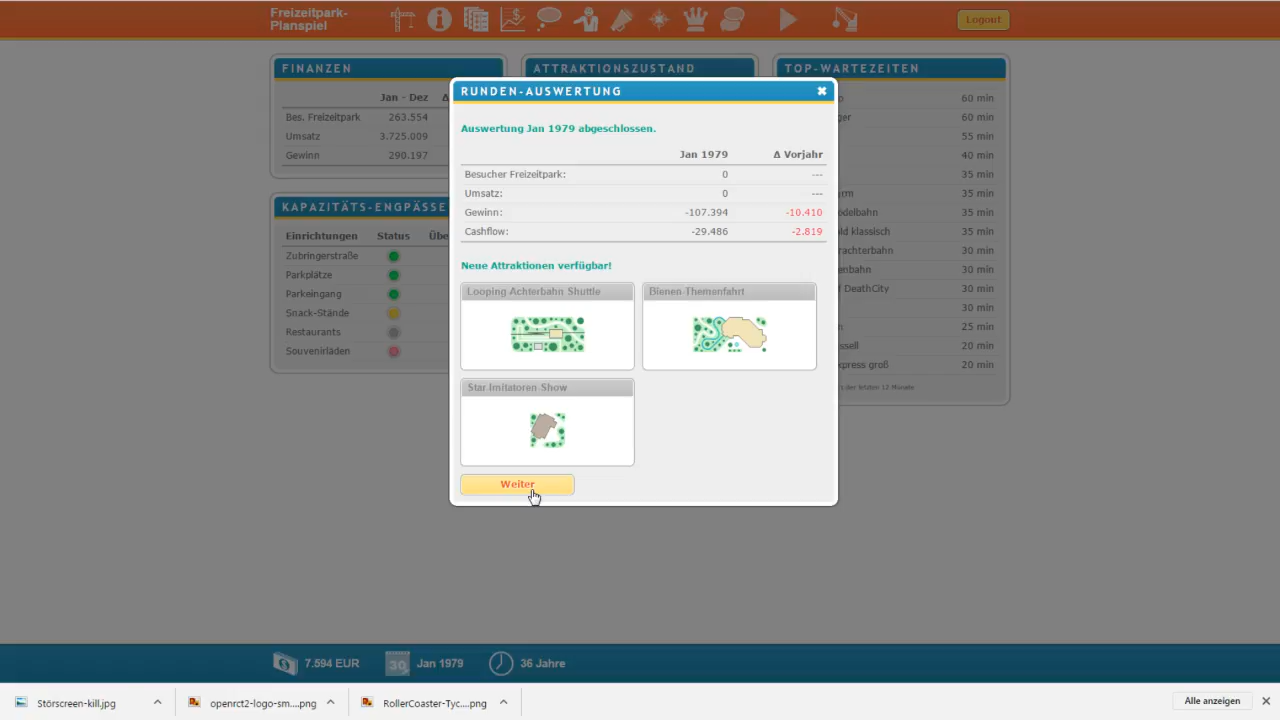 Freizeitpark-
Planspiel
Logout
FINANZEN
ATTRAKTIONSZUSTAND
TOP-WARTEZEITEN
Jan - Dez Δ
Bes. Freizeitpark 263.554
Umsatz 3.725.009
Gewinn 290.197
KAPAZITÄTS-ENGPÄSSE
Einrichtungen Status
Zubringerstraße
Parkplätze
Parkeingang
Snack-Stände
Restaurants
Souvenirläden
RUNDEN-AUSWERTUNG
Auswertung Jan 1979 abgeschlossen.
Jan 1979 Δ Vorjahr
Besucher Freizeitpark: 0 ---
Umsatz: 0 ---
Gewinn: -107.394 -10.410
Cashflow: -29.486 -2.819
Neue Attraktionen verfügbar!
Looping Achterbahn Shuttle
Bienen-Themenfahrt
Star-Imitatoren-Show
Weiter
60 min
60 min
55 min
40 min
35 min
35 min
35 min
35 min
30 min
30 min
DeathCity 30 min
30 min
25 min
20 min
groß 20 min
der letzten 12 Monate
7.594 EUR
30
Jan 1979
36 Jahre
Störscreen-kill.jpg
openrct2-logo-sm....png
RollerCoaster-Tyc....png
Alle anzeigen